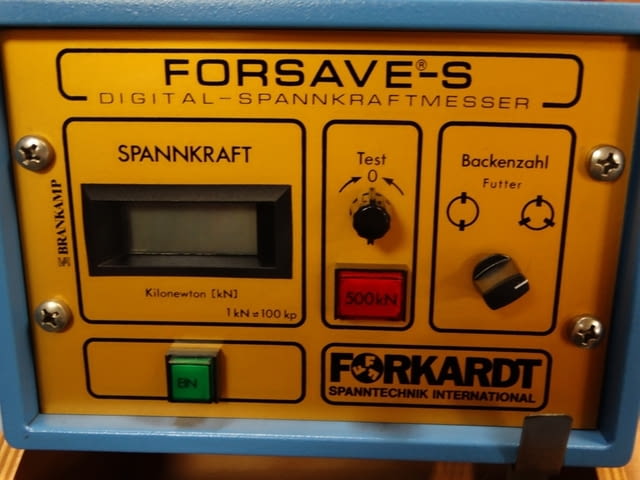 FORSAVE®-S
DIGITAL-SPANNKRAFTMESSER
SPANNKRAFT
Kilonewton [kN]
1 kN ≙ 100 kp
BRANKAMP
Test
0
500kN
Backenzahl
Futter
EIN
FORKARDT
SPANNTECHNIK INTERNATIONAL